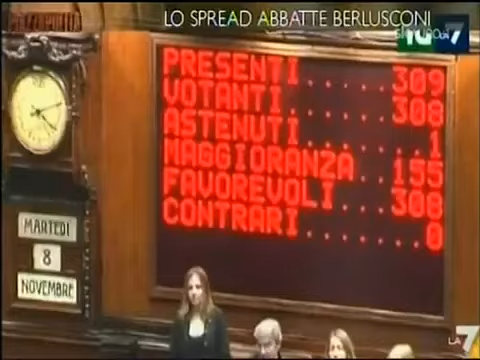 LO SPREAD ABBATTE BERLUSCONI
PRESENTI.....309
VOTANTI......308
ASTENUTI.......1
MAGGIORANZA..155
FAVOREVOLI...308
CONTRARI.......0
MARTEDI
8
NOVEMBRE
LA7